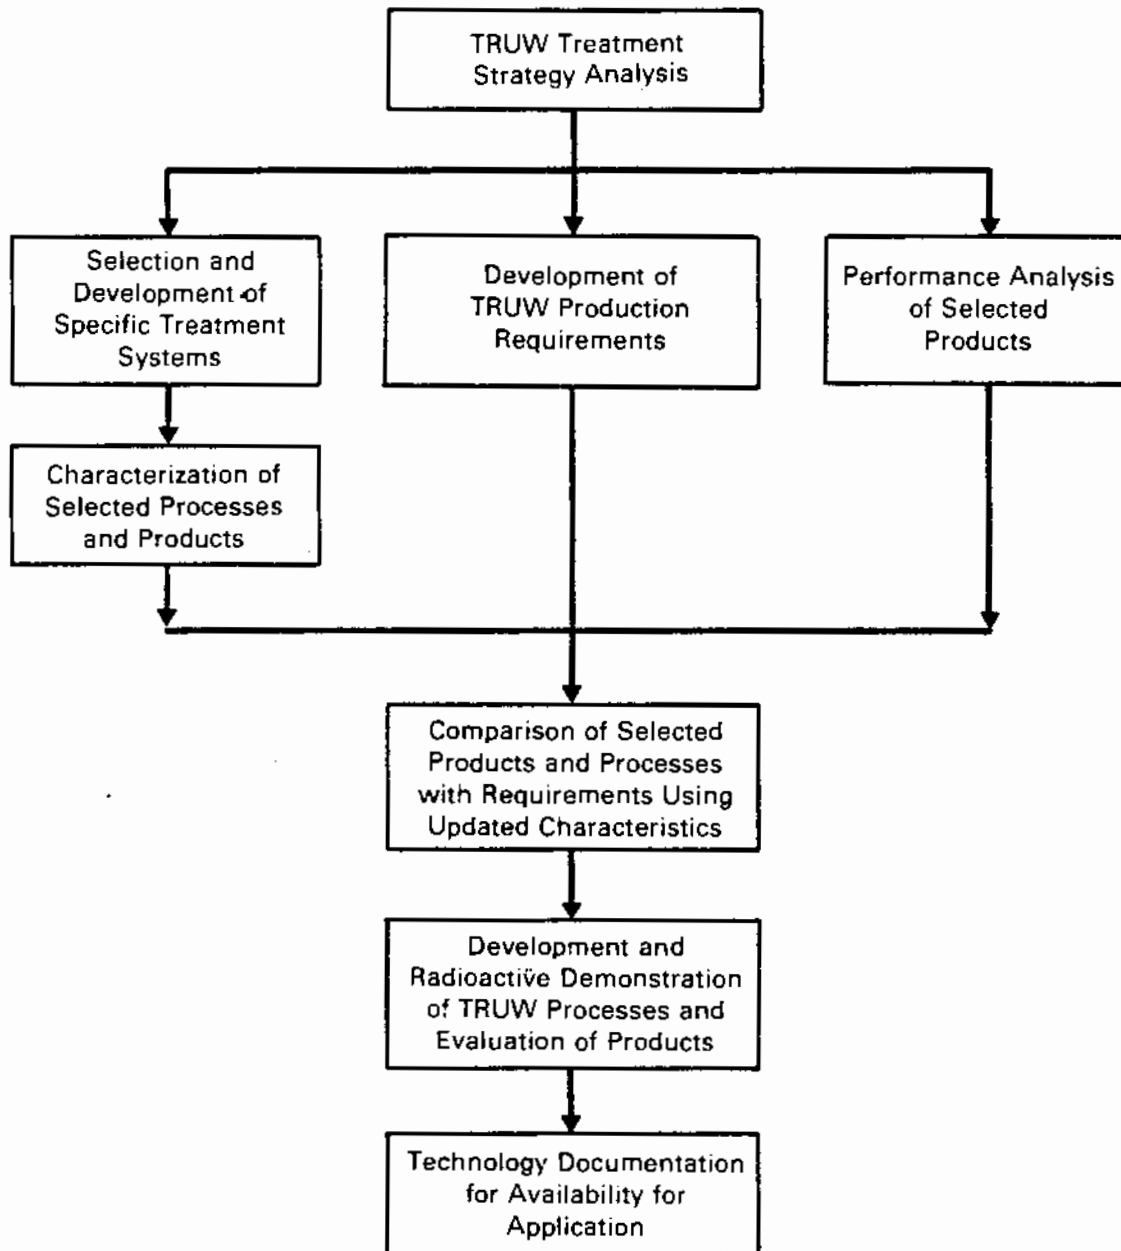 TRUW Treatment
Strategy Analysis
Selection and
Development of
Specific Treatment
Systems
Development of
TRUW Production
Requirements
Performance Analysis
of Selected
Products
Characterization of
Selected Processes
and Products
Comparison of Selected
Products and Processes
with Requirements Using
Updated Characteristics
Development and
Radioactive Demonstration
of TRUW Processes and
Evaluation of Products
Technology Documentation
for Availability for
Application